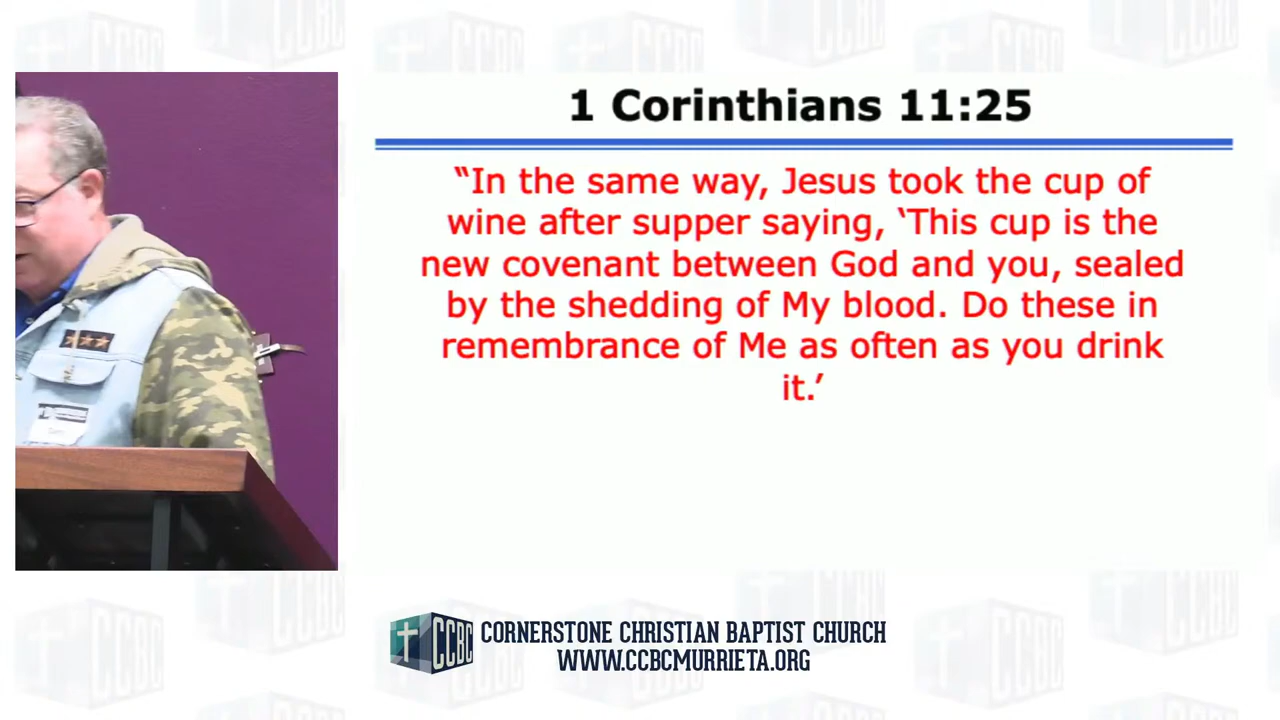 1 Corinthians 11:25
“In the same way, Jesus took the cup of
wine after supper saying, ‘This cup is the
new covenant between God and you, sealed
by the shedding of My blood. Do these in
remembrance of Me as often as you drink
it.’
CCBC
CORNERSTONE CHRISTIAN BAPTIST CHURCH
WWW.CCBCMURRIETA.ORG